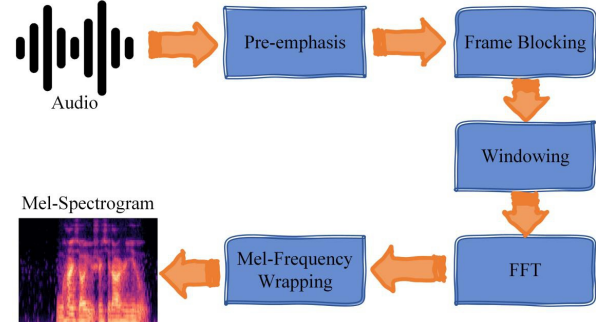 Audio
Pre-emphasis
Frame Blocking
Windowing
FFT
Mel-Frequency
Wrapping
Mel-Spectrogram